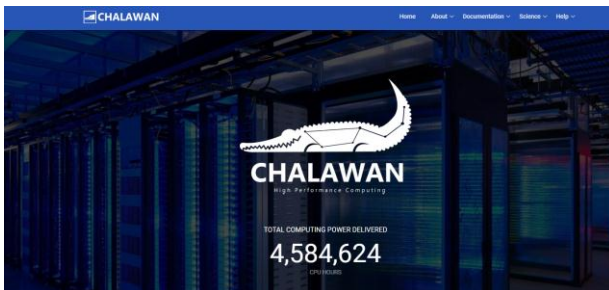 CHALAWAN
Home About Documentation Science Help
CHALAWAN
High Performance Computing
TOTAL COMPUTING POWER DELIVERED
4,584,624
CPU HOURS